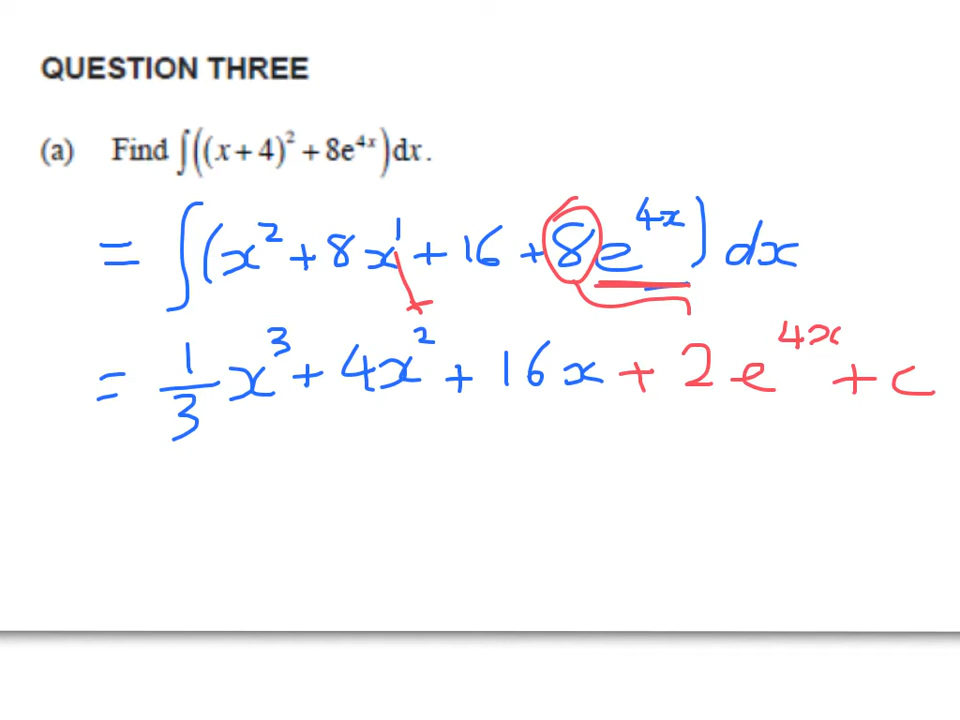 QUESTION THREE
(a) Find ∫((x + 4)² + 8e⁴ˣ)dx.
= ∫(x² + 8x¹ + 16 + 8e⁴ˣ) dx
= 1/3 x³ + 4x² + 16x + 2e⁴ˣ + c